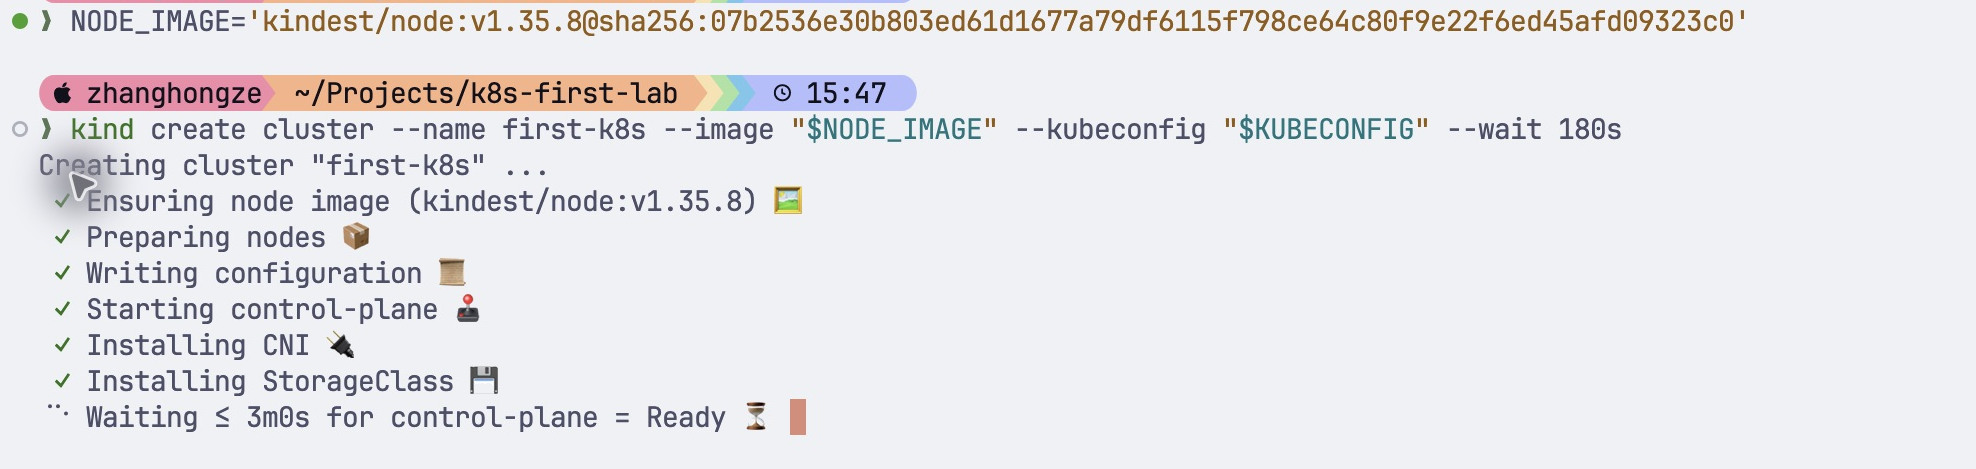 ❫ NODE_IMAGE='kindest/node:v1.35.8@sha256:07b2536e30b803ed61d1677a79df6115f798ce64c80f9e22f6ed45afd09323c0'
zhanghongze ~/Projects/k8s-first-lab 15:47
❫ kind create cluster --name first-k8s --image "$NODE_IMAGE" --kubeconfig "$KUBECONFIG" --wait 180s
Creating cluster "first-k8s" ...
✓ Ensuring node image (kindest/node:v1.35.8) 🖼
✓ Preparing nodes 📦
✓ Writing configuration 📜
✓ Starting control-plane 🕹️
✓ Installing CNI 🔌
✓ Installing StorageClass 💾
Waiting ≤ 3m0s for control-plane = Ready ⏳